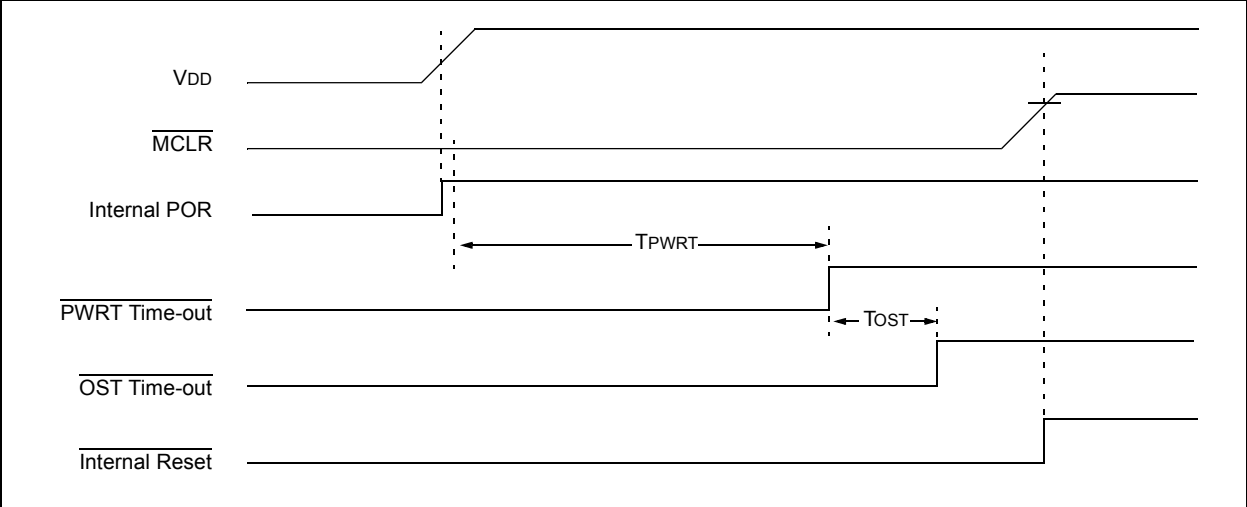 VDD
MCLR
Internal POR
TPWRT
PWRT Time-out
TOST
OST Time-out
Internal Reset